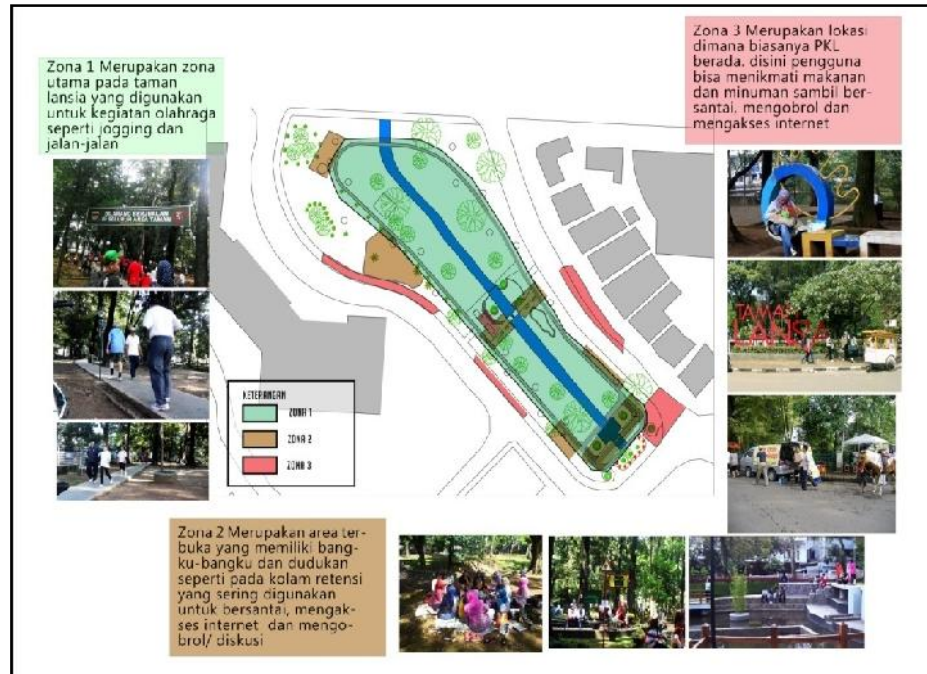 Zona 1 Merupakan zona
utama pada taman
lansia yang digunakan
untuk kegiatan olahraga
seperti jogging dan
jalan-jalan
Zona 3 Merupakan lokasi
dimana biasanya PKL
berada. disini pengguna
bisa menikmati makanan
dan minuman sambil ber-
santai. mengobrol dan
mengakses internet
TAMAN
LANSIA
KETERANGAN
ZONA 1
ZONA 2
ZONA 3
Zona 2 Merupakan area ter-
buka yang memiliki bang-
ku-bangku dan dudukan
seperti pada kolam retensi
yang sering digunakan
untuk bersantai, mengak-
ses internet dan mengo-
brol/ diskusi